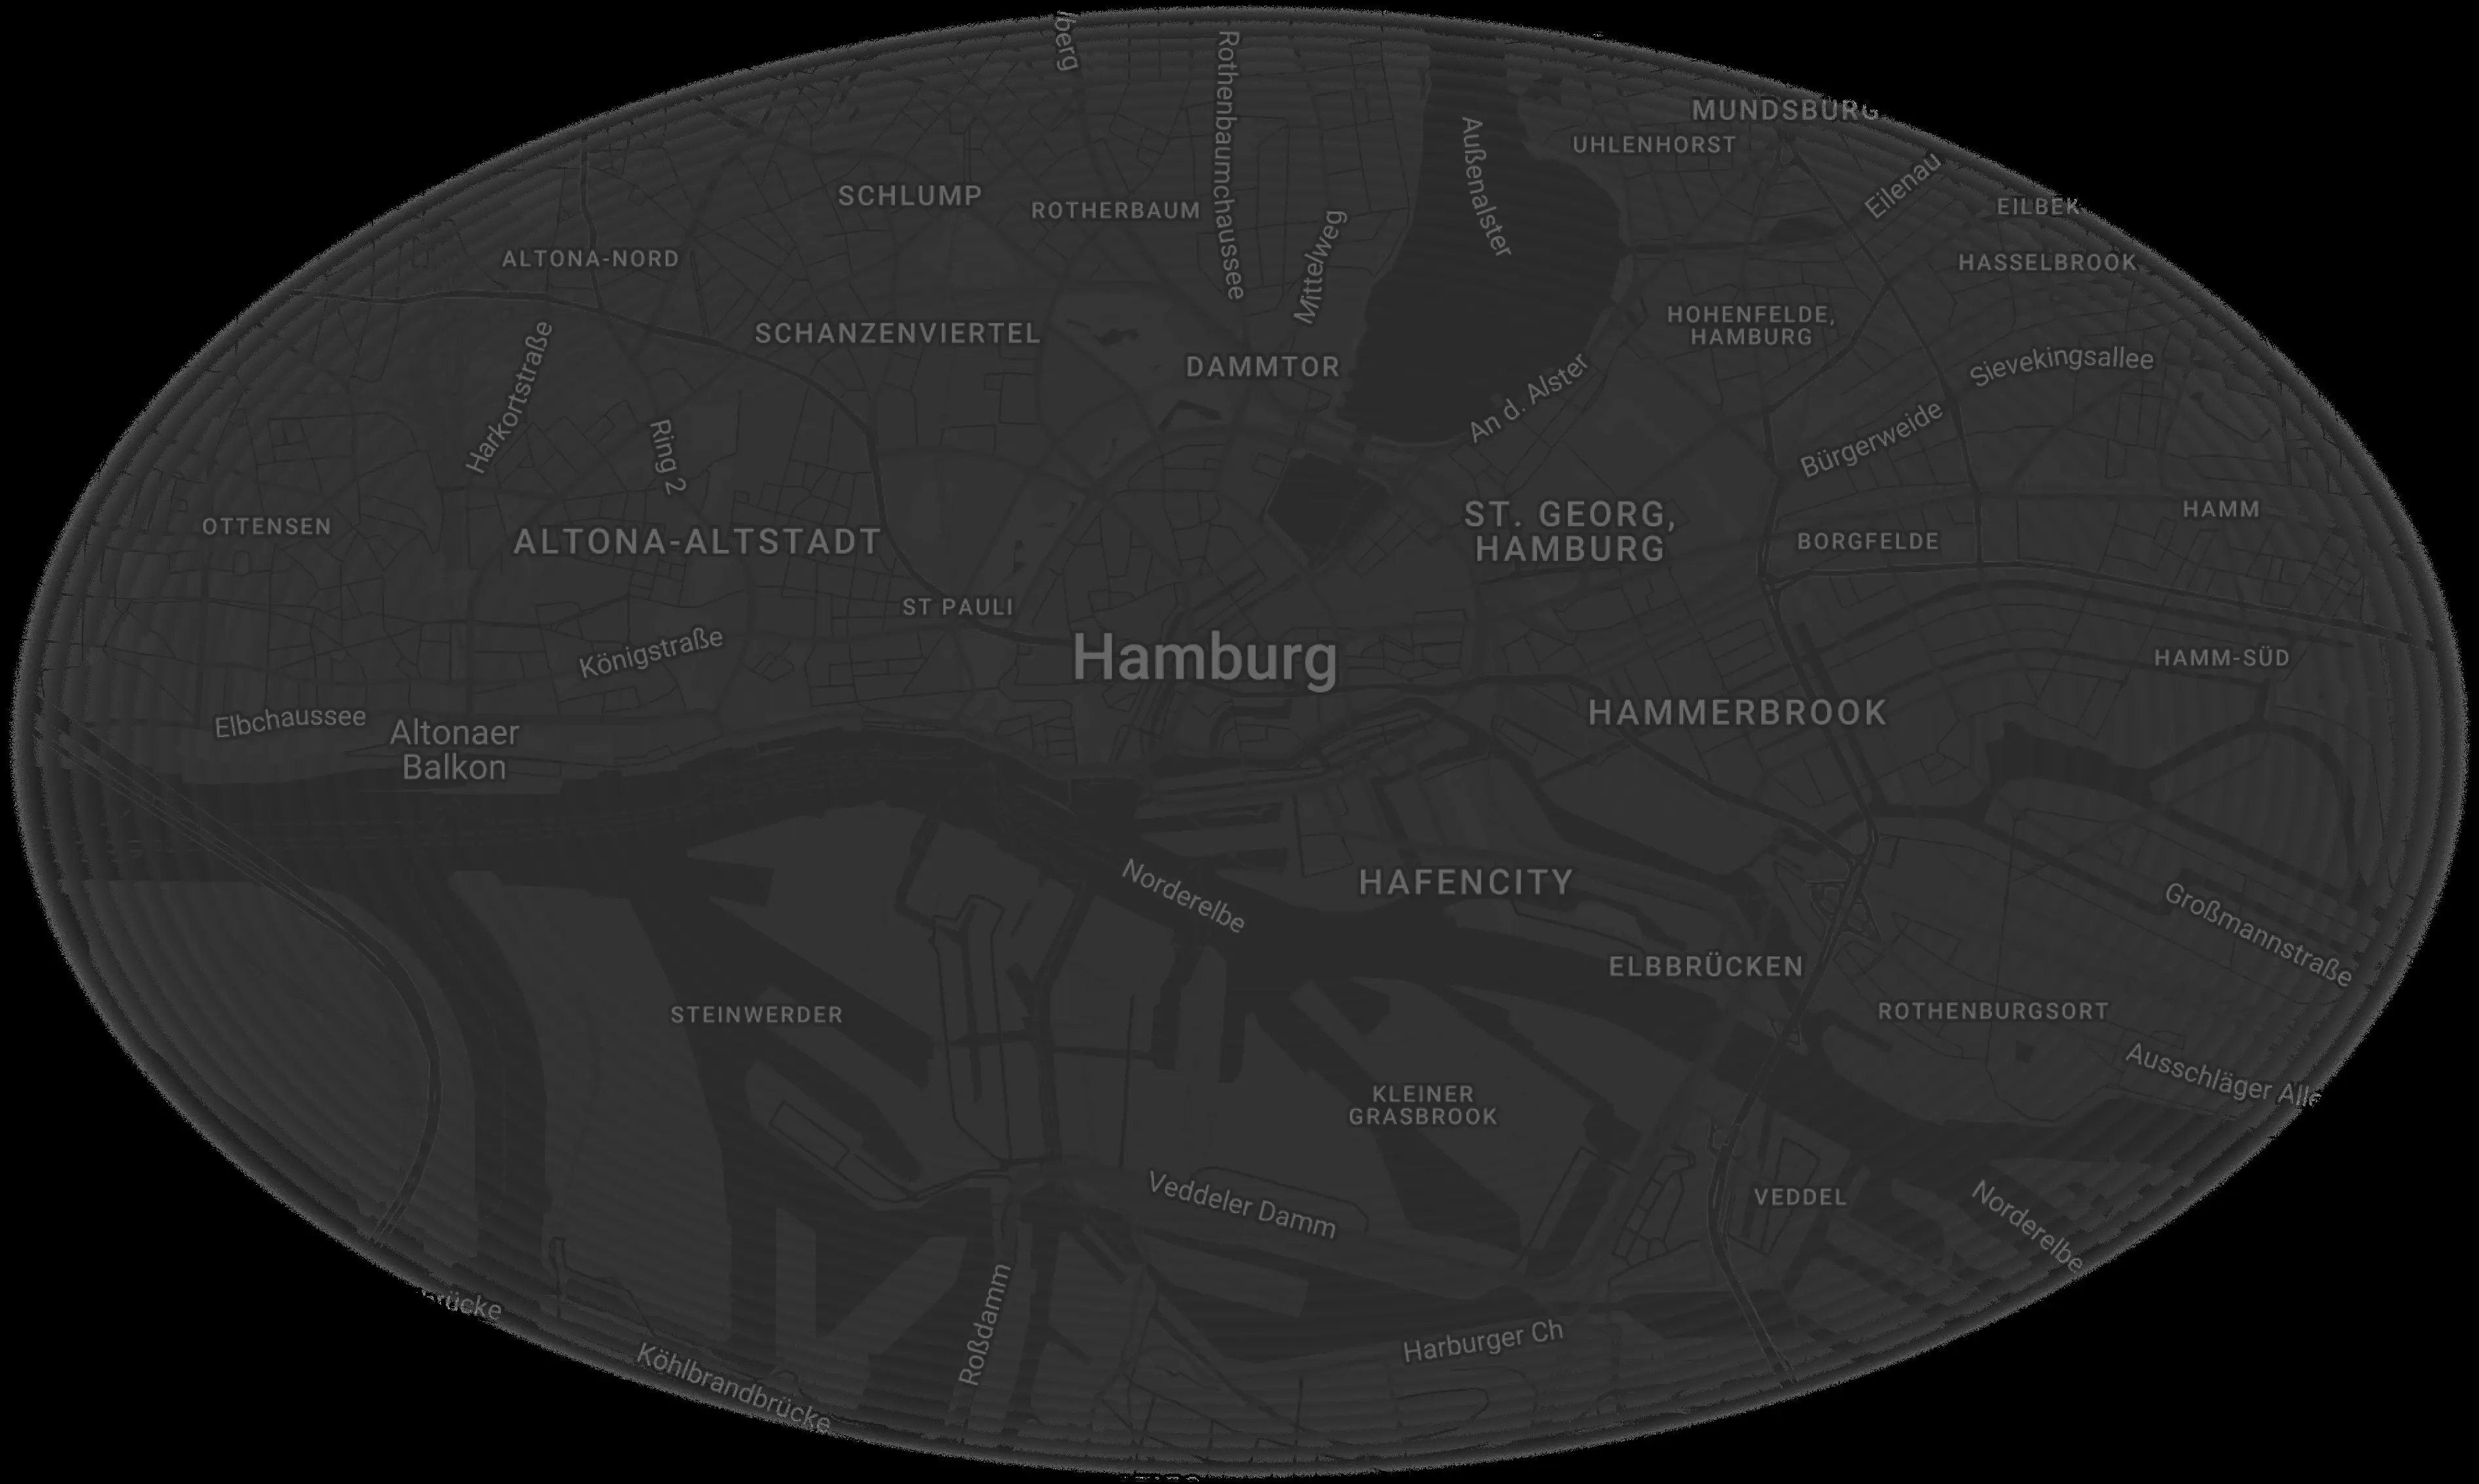 Rothenbaumchaussee
MUNDSBURG
Außenalster
UHLENHORST
Eilenau
SCHLUMP
ROTHERBAUM
EILBEK
Mittelweg
ALTONA-NORD
HASSELBROOK
HOHENFELDE,
HAMBURG
SCHANZENVIERTEL
DAMMTOR
Sievekingsallee
Harkortstraße
An d. Alster
Bürgerweide
Ring 2
HAMM
OTTENSEN
ALTONA-ALTSTADT
ST. GEORG,
HAMBURG
BORGFELDE
ST PAULI
Hamburg
Königstraße
HAMM-SÜD
HAMMERBROOK
Elbchaussee
Altonaer
Balkon
HAFENCITY
Norderelbe
Großmannstraße
ELBBRÜCKEN
STEINWERDER
ROTHENBURGSORT
Ausschläger Alle
KLEINER
GRASBROOK
VEDDEL
Veddeler Damm
Norderelbe
Roßdamm
Harburger Ch
Köhlbrandbrücke